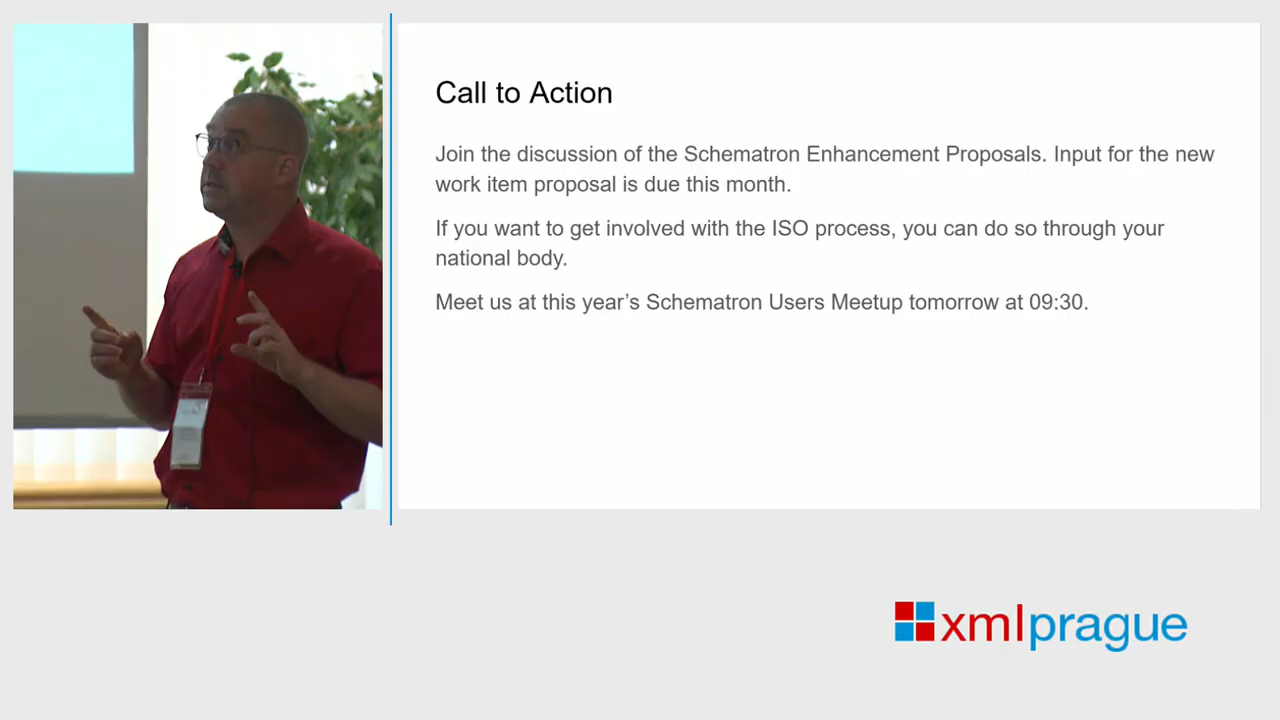 Call to Action
Join the discussion of the Schematron Enhancement Proposals. Input for the new
work item proposal is due this month.
If you want to get involved with the ISO process, you can do so through your
national body.
Meet us at this year’s Schematron Users Meetup tomorrow at 09:30.
xmlprague